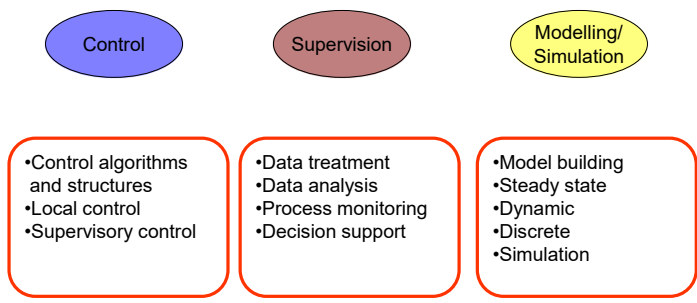 Control
Supervision
Modelling/
Simulation
•Control algorithms
and structures
•Local control
•Supervisory control
•Data treatment
•Data analysis
•Process monitoring
•Decision support
•Model building
•Steady state
•Dynamic
•Discrete
•Simulation